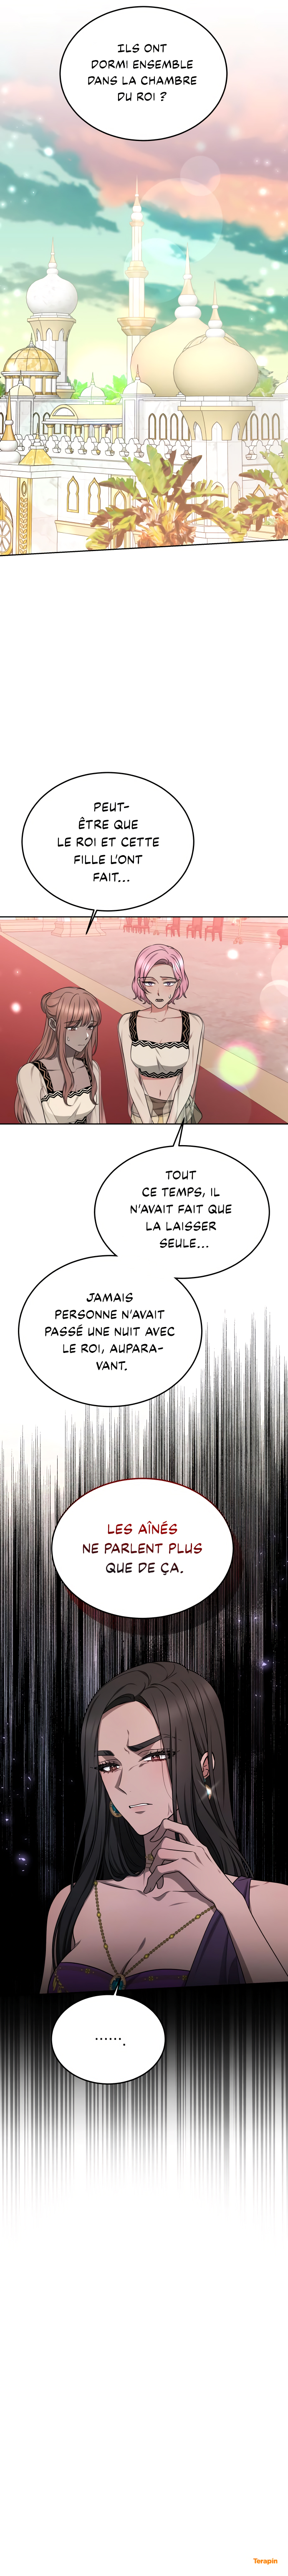 ILS ONT
DORMI ENSEMBLE
DANS LA CHAMBRE
DU ROI ?
PEUT-
ÊTRE QUE
LE ROI ET CETTE
FILLE L'ONT
FAIT...
TOUT
CE TEMPS, IL
N'AVAIT FAIT QUE
LA LAISSER
SEULE...
JAMAIS
PERSONNE N'AVAIT
PASSÉ UNE NUIT AVEC
LE ROI, AUPARA-
VANT.
LES AÎNÉS
NE PARLENT PLUS
QUE DE ÇA.
.......
Terapin